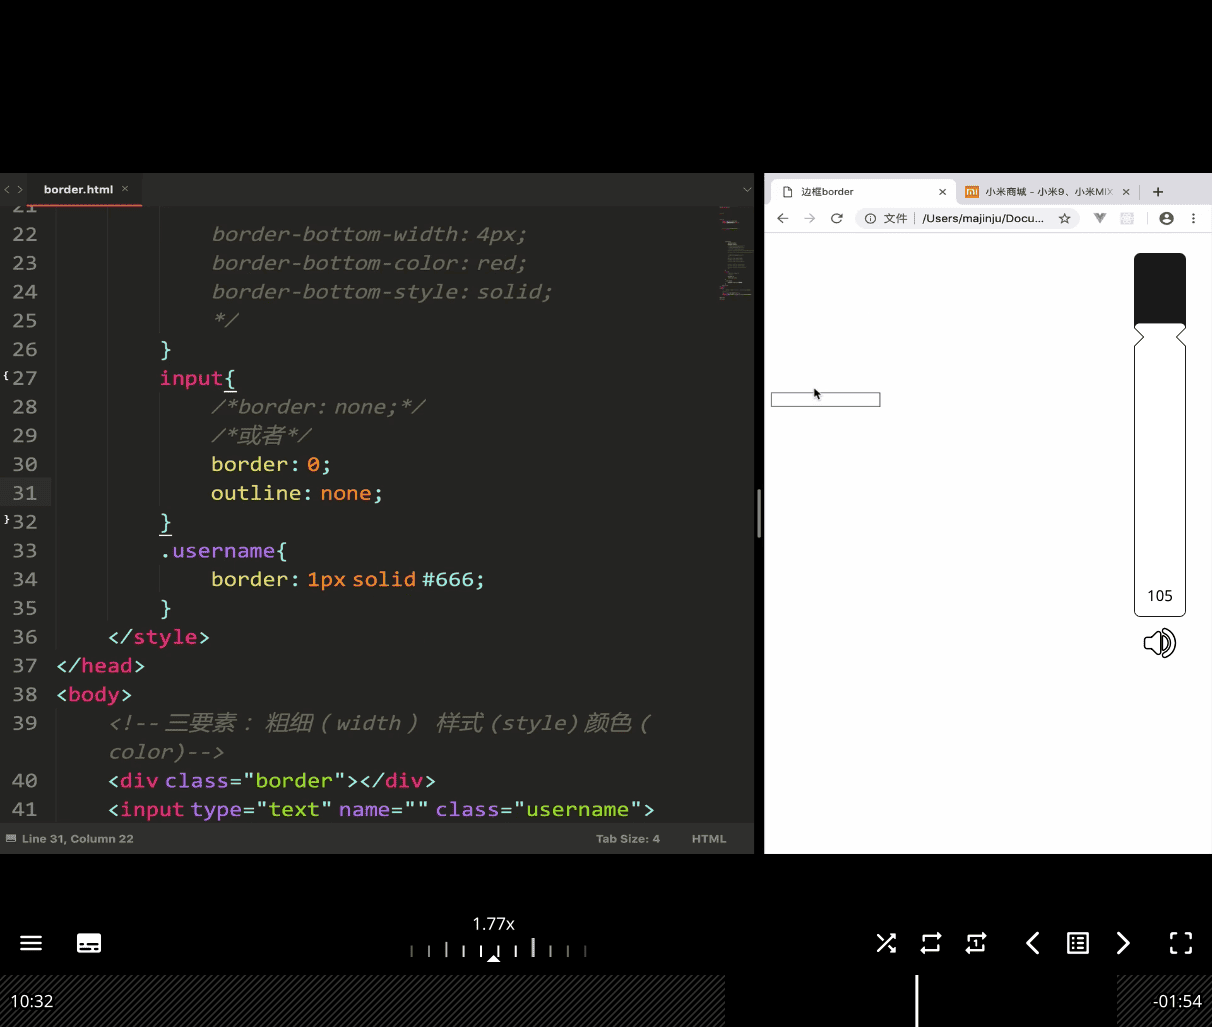 border.html ×
边框border ×
小米商城 - 小米9、小米MIX ×
文件 | /Users/majinju/Docu...
21
22 border-bottom-width: 4px;
23 border-bottom-color: red;
24 border-bottom-style: solid;
25 */
26 }
27 input{
28 /*border: none;*/
29 /*或者*/
30 border: 0;
31 outline: none;
32 }
33 .username{
34 border: 1px solid #666;
35 }
36 </style>
37 </head>
38 <body>
39 <!-- 三要素： 粗细 ( width ) 样式 (style) 颜色 (
color)-->
40 <div class="border"></div>
41 <input type="text" name="" class="username">
105
Line 31, Column 22
Tab Size: 4
HTML
1.77x
10:32
-01:54